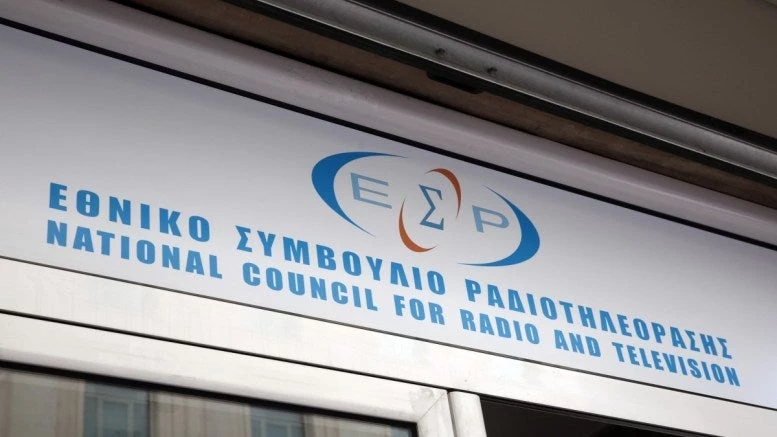 ΕΣΡ
ΕΘΝΙΚΟ ΣΥΜΒΟΥΛΙΟ ΡΑΔΙΟΤΗΛΕΟΡΑΣΗΣ
NATIONAL COUNCIL FOR RADIO AND TELEVISION